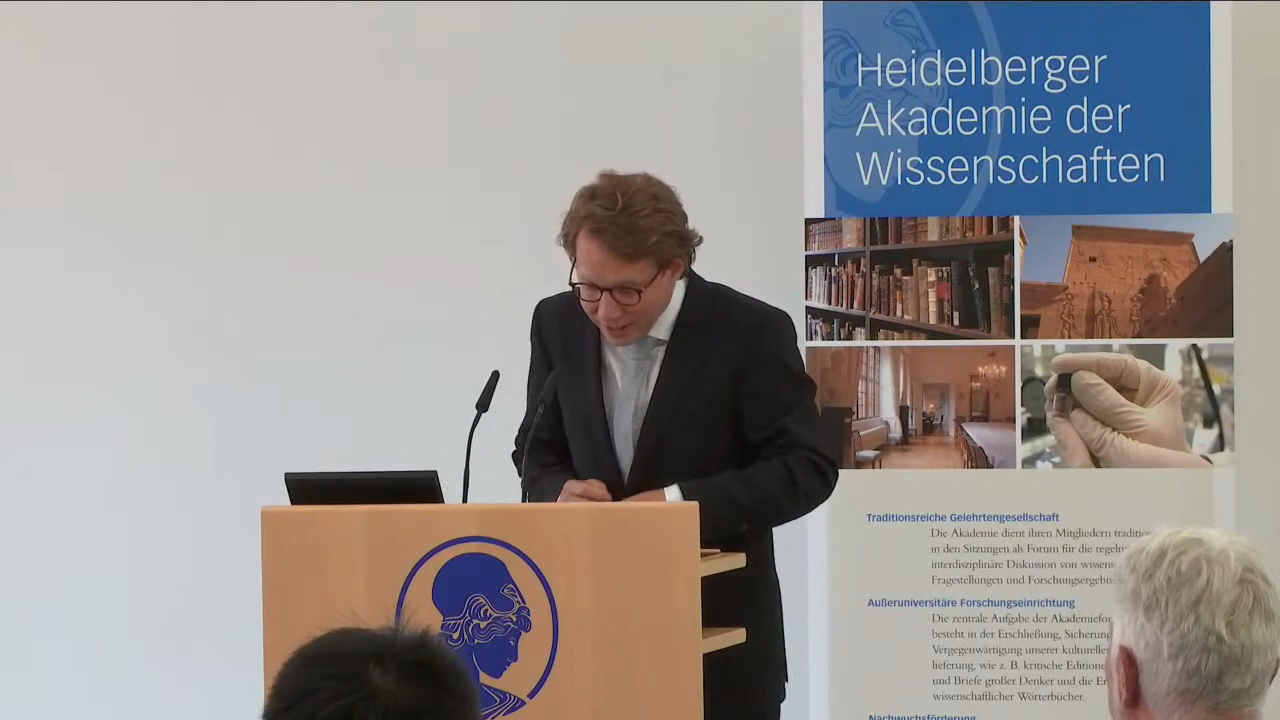 Heidelberger
Akademie der
Wissenschaften
Traditionsreiche Gelehrtengesellschaft
Die Akademie dient ihren Mitgliedern
in den Sitzungen als Forum für die
interdisziplinäre Diskussion von
Fragestellungen und
Außeruniversitäre Forschungseinrichtung
Die zentrale Aufgabe der
besteht in der Erschließung,
Vergegenwärtigung unserer
lieferung, wie z. B. kritische
und Briefe großer Denker und die
wissenschaftlicher Wörterbücher.
Nachwuchsförderung